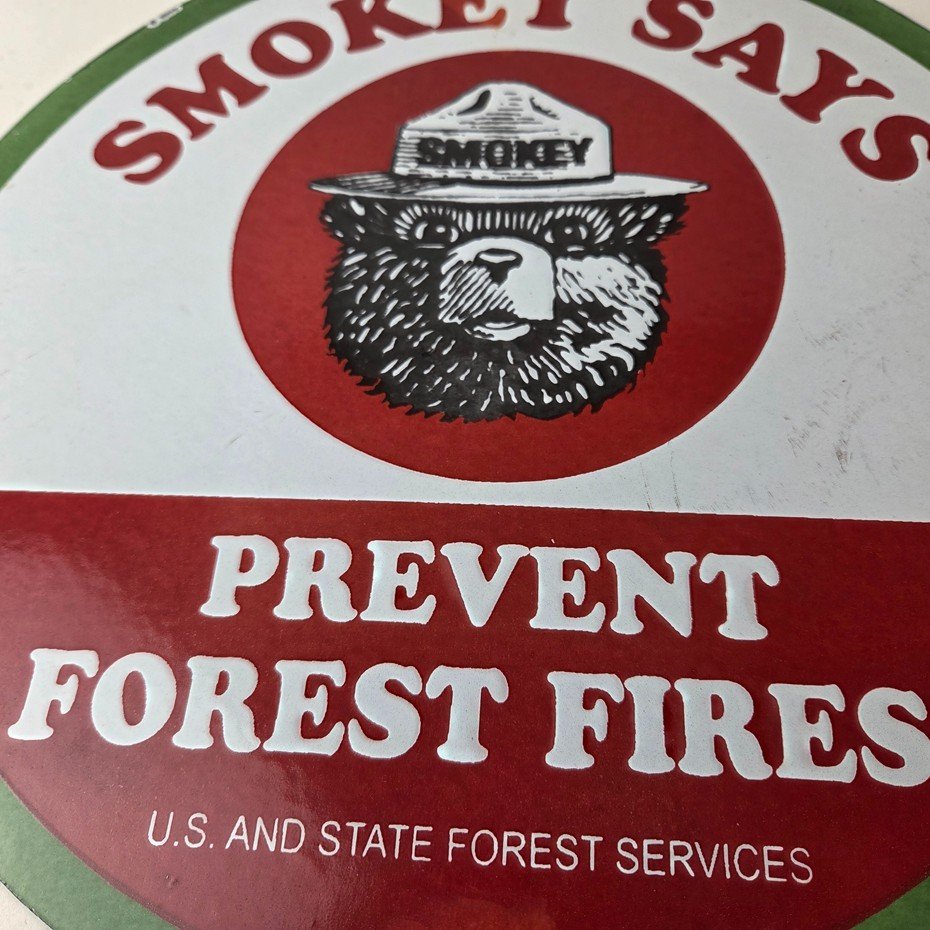 SMOKEY SAYS
SMOKEY
PREVENT
FOREST FIRES
U.S. AND STATE FOREST SERVICES